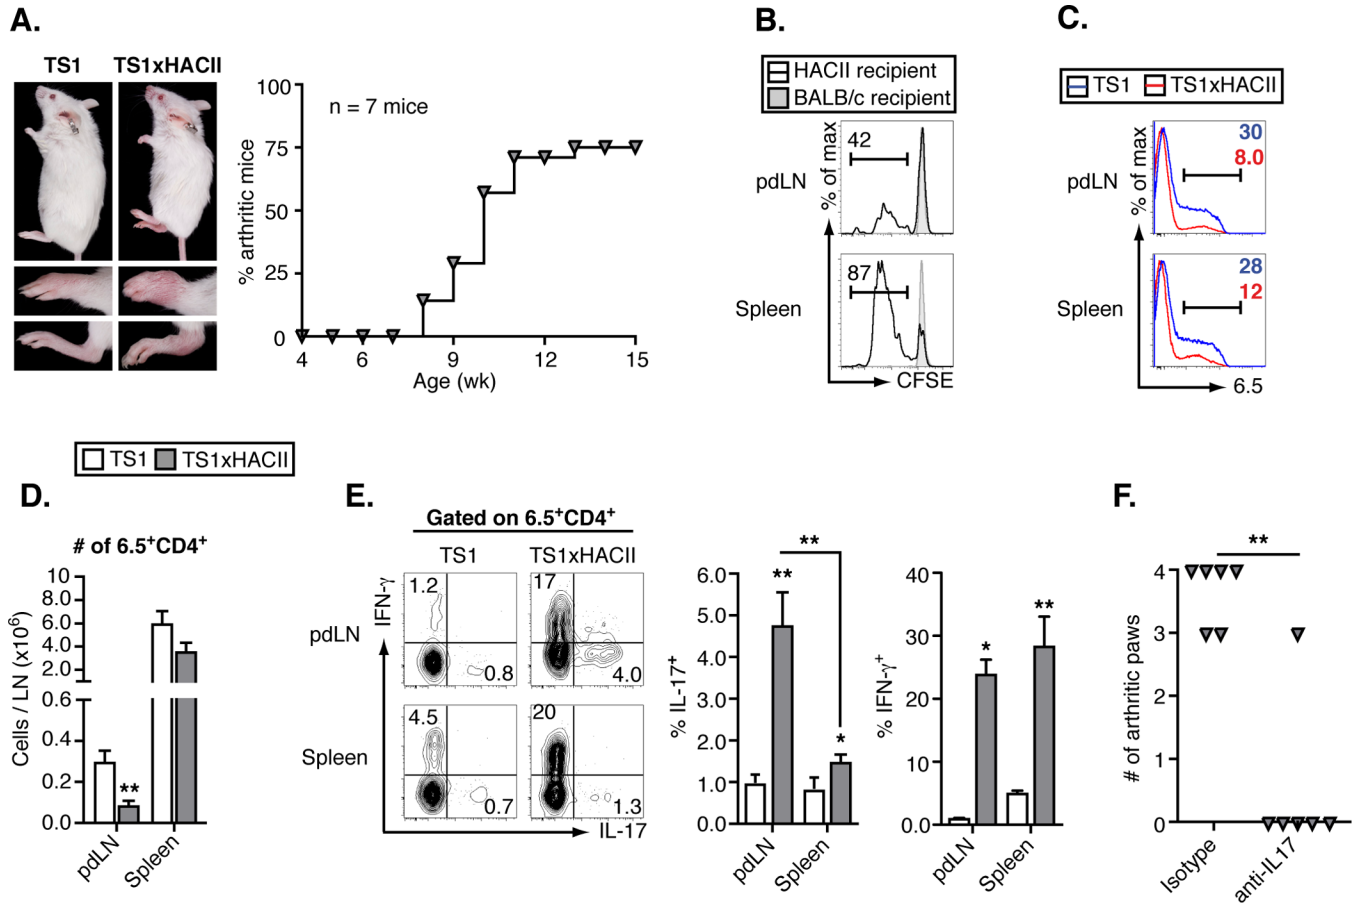 A.
TS1 TS1xHACII
n = 7 mice
% arthritic mice
100
75
50
25
0
4 6 9 12 15
Age (wk)
B.
HACII recipient
BALB/c recipient
% of max
pdLN
42
Spleen
87
CFSE
C.
TS1 TS1xHACII
% of max
pdLN
30
8.0
Spleen
28
12
6.5
TS1 TS1xHACII
D.
# of 6.5+CD4+
Cells / LN (x10⁶)
10
8.0
6.0
4.0
2.0
0.6
0.4
0.2
0.0
**
pdLN
Spleen
E.
Gated on 6.5+CD4+
TS1 TS1xHACII
IFN-γ
pdLN
1.2
0.8
17
4.0
Spleen
4.5
0.7
20
1.3
IL-17
% IL-17+
6.0
5.0
4.0
3.0
2.0
1.0
0.0
**
**
*
pdLN
Spleen
% IFN-γ+
40
30
20
10
0.0
*
**
pdLN
Spleen
F.
# of arthritic paws
4
3
2
1
0
**
Isotype
anti-IL17